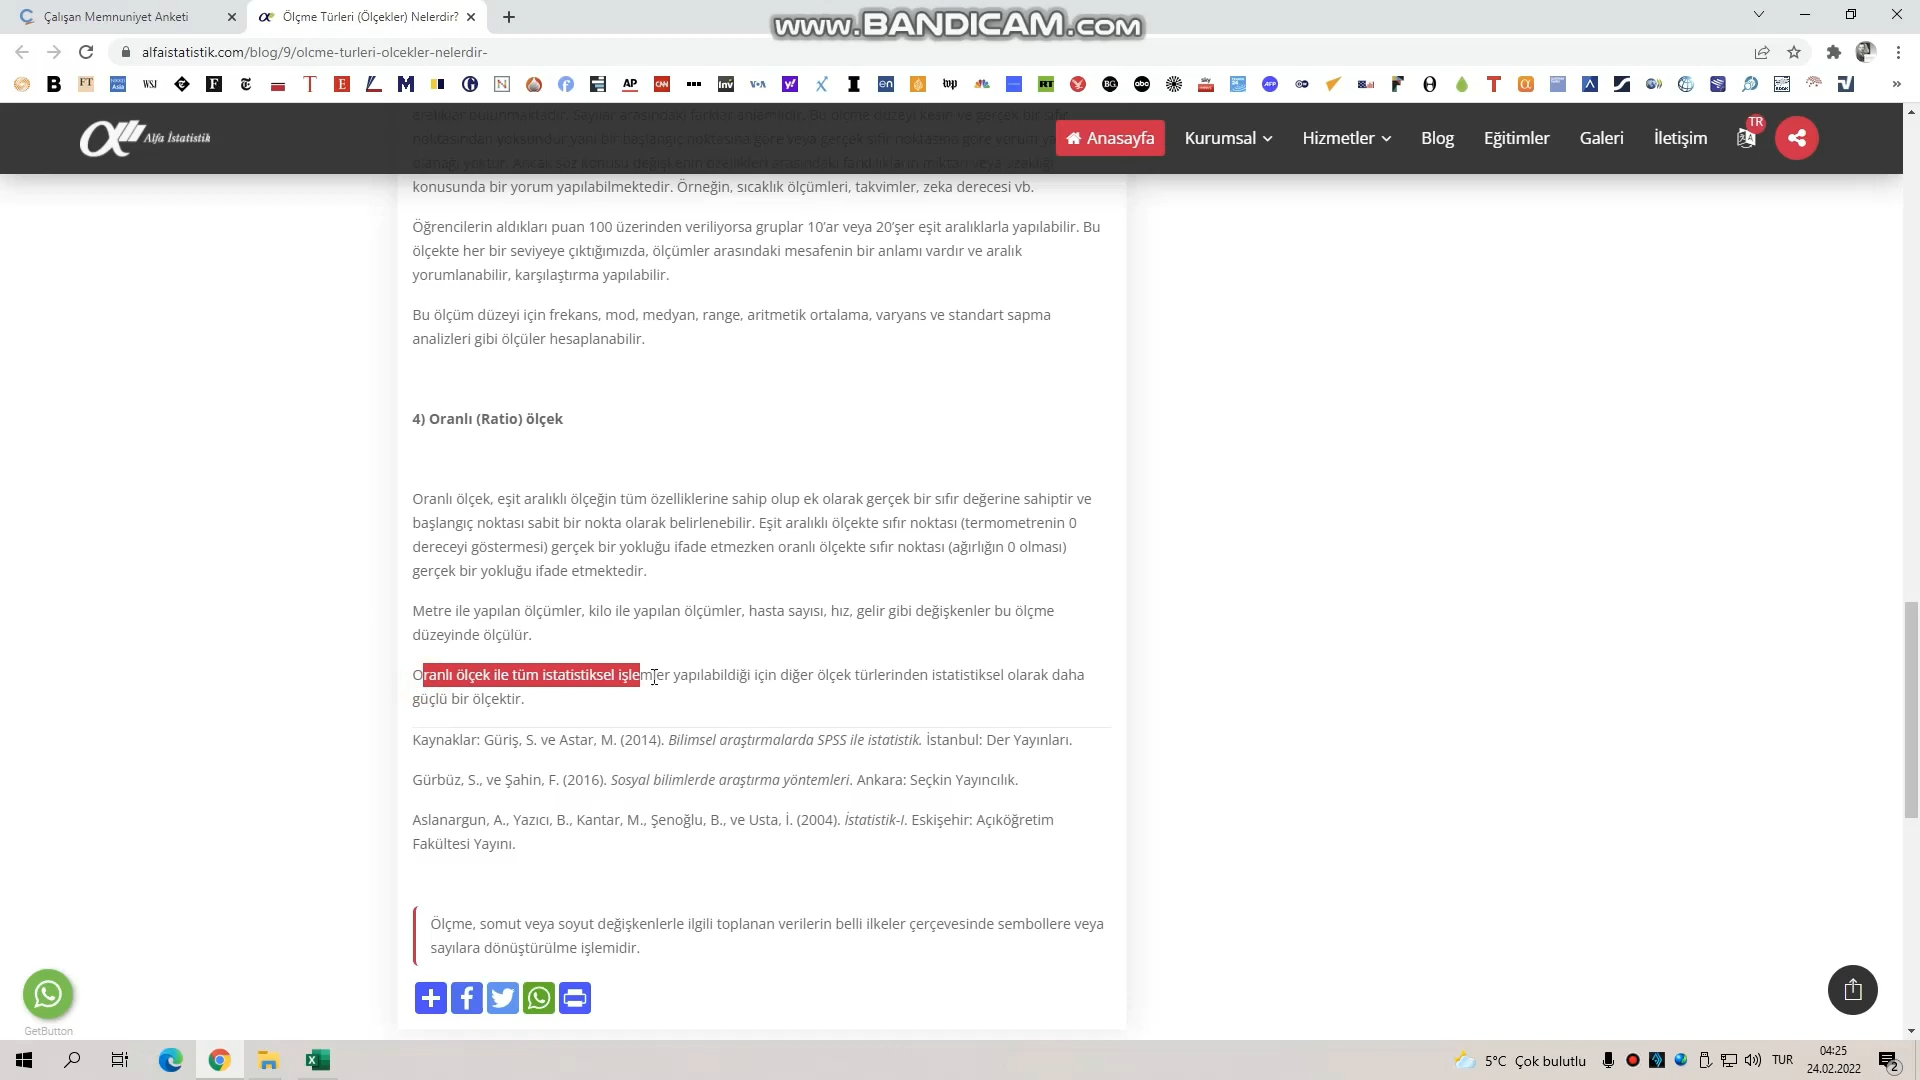 Çalışan Memnuniyet Anketi
Ölçme Türleri (Ölçekler) Nelerdir?
www.BANDICAM.com
alfaistatistik.com/blog/9/olcme-turleri-olcekler-nelerdir-
Alfa İstatistik
Anasayfa
Kurumsal
Hizmetler
Blog
Eğitimler
Galeri
İletişim
TR
konusunda bir yorum yapılabilmektedir. Örneğin, sıcaklık ölçümleri, takvimler, zeka derecesi vb.
Öğrencilerin aldıkları puan 100 üzerinden veriliyorsa gruplar 10’ar veya 20’şer eşit aralıklarla yapılabilir. Bu
ölçekte her bir seviyeye çıktığımızda, ölçümler arasındaki mesafenin bir anlamı vardır ve aralık
yorumlanabilir, karşılaştırma yapılabilir.
Bu ölçüm düzeyi için frekans, mod, medyan, range, aritmetik ortalama, varyans ve standart sapma
analizleri gibi ölçüler hesaplanabilir.
4) Oranlı (Ratio) ölçek
Oranlı ölçek, eşit aralıklı ölçeğin tüm özelliklerine sahip olup ek olarak gerçek bir sıfır değerine sahiptir ve
başlangıç noktası sabit bir nokta olarak belirlenebilir. Eşit aralıklı ölçekte sıfır noktası (termometrenin 0
dereceyi göstermesi) gerçek bir yokluğu ifade etmezken oranlı ölçekte sıfır noktası (ağırlığın 0 olması)
gerçek bir yokluğu ifade etmektedir.
Metre ile yapılan ölçümler, kilo ile yapılan ölçümler, hasta sayısı, hız, gelir gibi değişkenler bu ölçme
düzeyinde ölçülür.
Oranlı ölçek ile tüm istatistiksel işlemler yapılabildiği için diğer ölçek türlerinden istatistiksel olarak daha
güçlü bir ölçektir.
Kaynaklar: Güriş, S. ve Astar, M. (2014). Bilimsel araştırmalarda SPSS ile istatistik. İstanbul: Der Yayınları.
Gürbüz, S., ve Şahin, F. (2016). Sosyal bilimlerde araştırma yöntemleri. Ankara: Seçkin Yayıncılık.
Aslanargun, A., Yazıcı, B., Kantar, M., Şenoğlu, B., ve Usta, İ. (2004). İstatistik-I. Eskişehir: Açıköğretim
Fakültesi Yayını.
Ölçme, somut veya soyut değişkenlerle ilgili toplanan verilerin belli ilkeler çerçevesinde sembollere veya
sayılara dönüştürülme işlemidir.
GetButton
5°C Çok bulutlu
TUR
04:25
24.02.2022
2